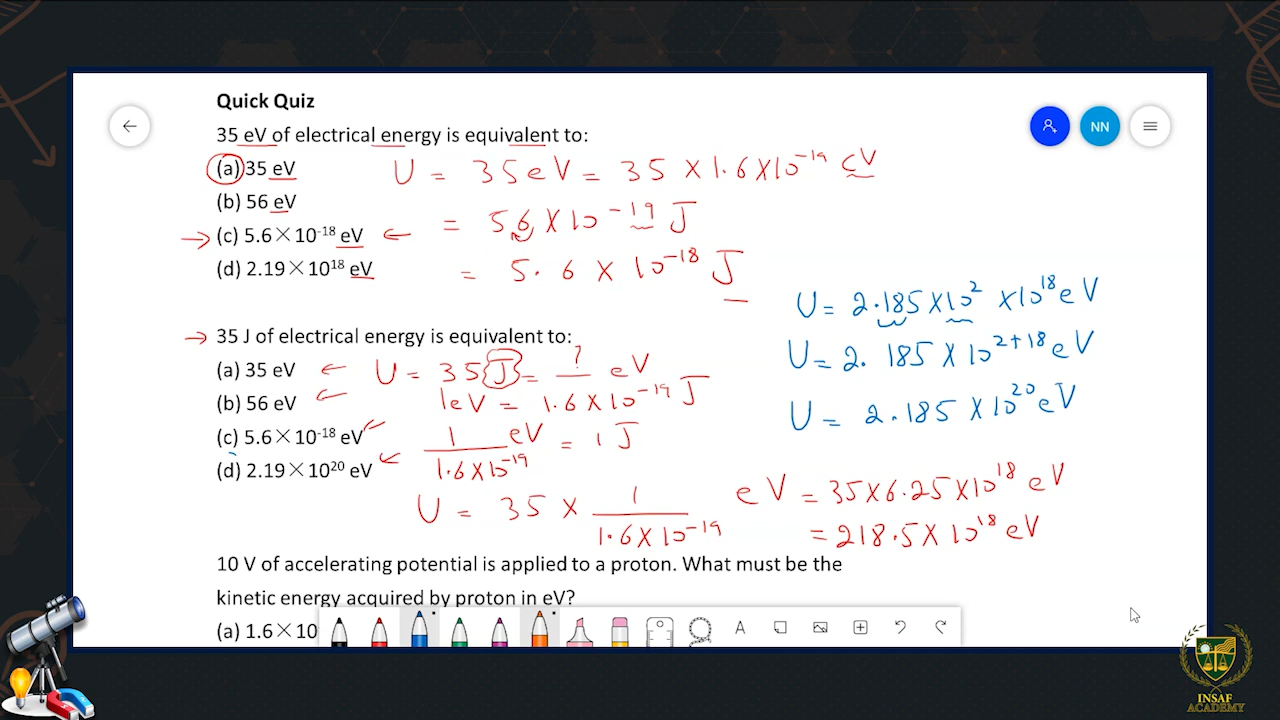 Quick Quiz
35 eV of electrical energy is equivalent to:
(a) 35 eV
U = 35 eV = 35 × 1.6 × 10⁻¹⁹ eV
(b) 56 eV
= 56 × 10⁻¹⁹ J
(c) 5.6×10⁻¹⁸ eV
(d) 2.19×10¹⁸ eV
= 5.6 × 10⁻¹⁸ J
35 J of electrical energy is equivalent to:
(a) 35 eV
U = 35 J = ? eV
(b) 56 eV
1eV = 1.6 × 10⁻¹⁹ J
(c) 5.6×10⁻¹⁸ eV
1/1.6×10⁻¹⁹ eV = 1 J
(d) 2.19×10²⁰ eV
U = 35 × 1/1.6×10⁻¹⁹ eV = 35×6.25×10¹⁸ eV
= 218.5 × 10¹⁸ eV
U = 2.185 × 10² × 10¹⁸ eV
U = 2.185 × 10²⁺¹⁸ eV
U = 2.185 × 10²⁰ eV
10 V of accelerating potential is applied to a proton. What must be the
kinetic energy acquired by proton in eV?
(a) 1.6×10
NN
A
INSAF
ACADEMY